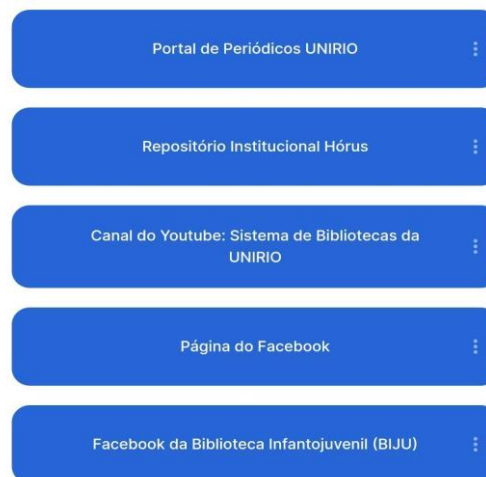 Portal de Periódicos UNIRIO
Repositório Institucional Hórus
Canal do Youtube: Sistema de Bibliotecas da
UNIRIO
Página do Facebook
Facebook da Biblioteca Infantojuvenil (BIJU)